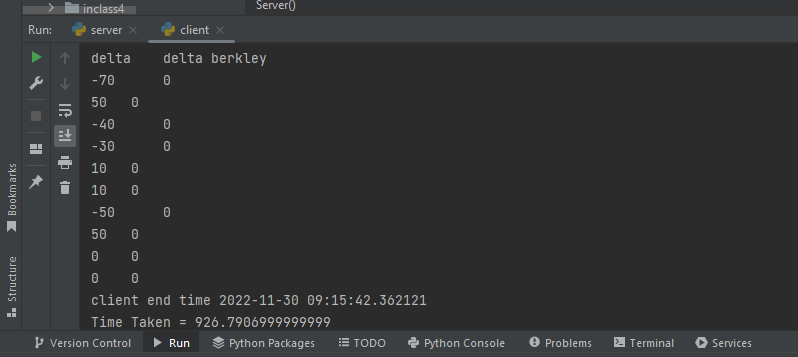 inclass4
Server()
Run: server client
delta delta berkley
-70 0
50 0
-40 0
-30 0
10 0
10 0
-50 0
50 0
0 0
0 0
client end time 2022-11-30 09:15:42.362121
Time Taken = 926.7906999999999
Bookmarks
Structure
Version Control Run Python Packages TODO Python Console Problems Terminal Services